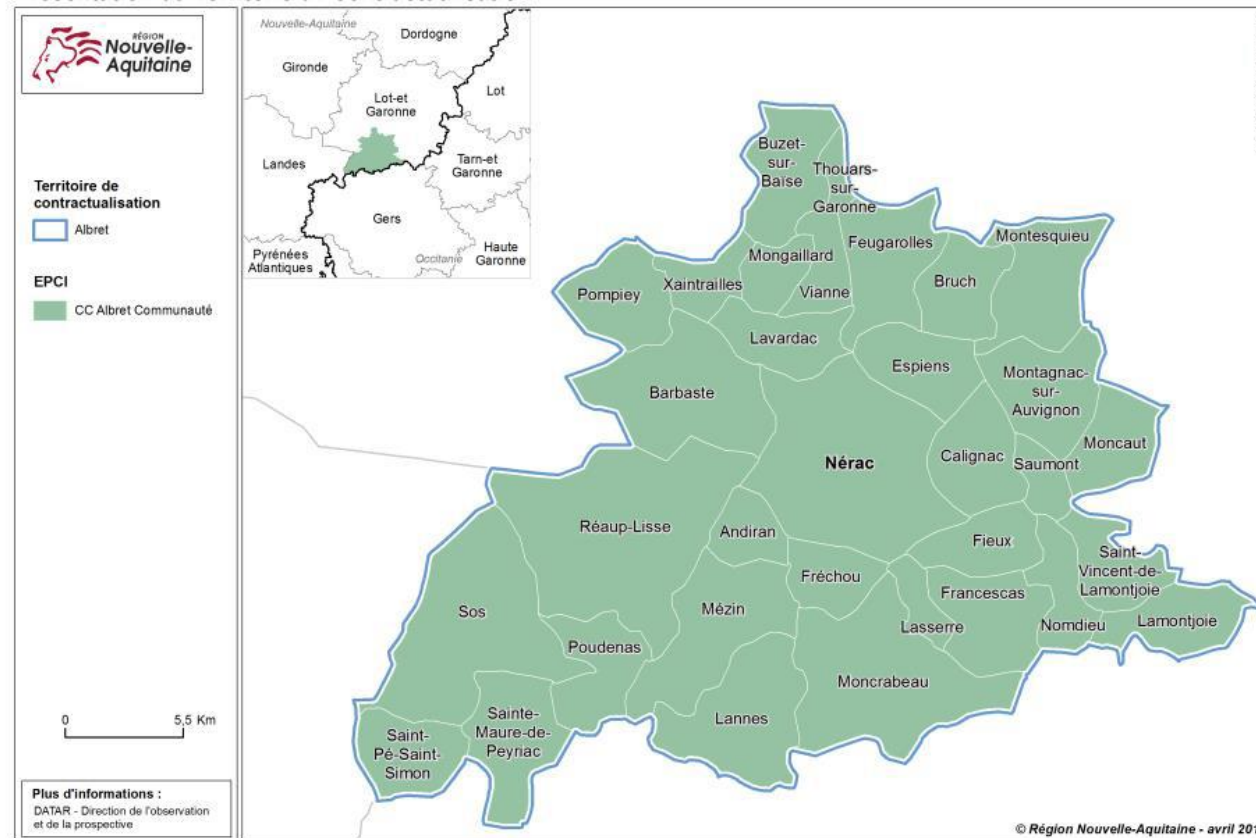 RÉGION
Nouvelle-
Aquitaine
Territoire de
contractualisation
Albret
EPCI
CC Albret Communauté
0 5,5 Km
Plus d'informations :
DATAR - Direction de l'observation
et de la prospective
Nouvelle-Aquitaine
Dordogne
Gironde
Lot-et
Garonne
Lot
Landes
Tarn-et
Garonne
Gers
Pyrénées
Atlantiques
Occitanie
Haute
Garonne
Buzet-
sur-
Baïse
Thouars-
sur-
Garonne
Feugarolles
Montesquieu
Mongaillard
Bruch
Xaintrailles
Vianne
Pompiey
Lavardac
Espiens
Montagnac-
sur-
Auvignon
Barbaste
Moncaut
Calignac
Saumont
Nérac
Réaup-Lisse
Andiran
Fieux
Saint-
Vincent-de-
Lamontjoie
Fréchou
Francescas
Sos
Mézin
Lasserre
Nomdieu
Lamontjoie
Poudenas
Moncrabeau
Lannes
Sainte-
Maure-de-
Peyriac
Saint-
Pé-Saint-
Simon
© Région Nouvelle-Aquitaine - avril 201